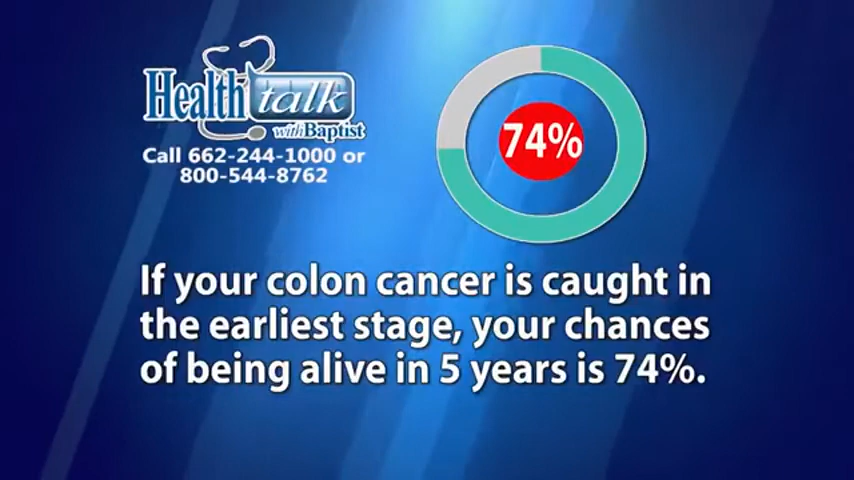 Health talk
with Baptist
Call 662-244-1000 or
800-544-8762
74%
If your colon cancer is caught in
the earliest stage, your chances
of being alive in 5 years is 74%.